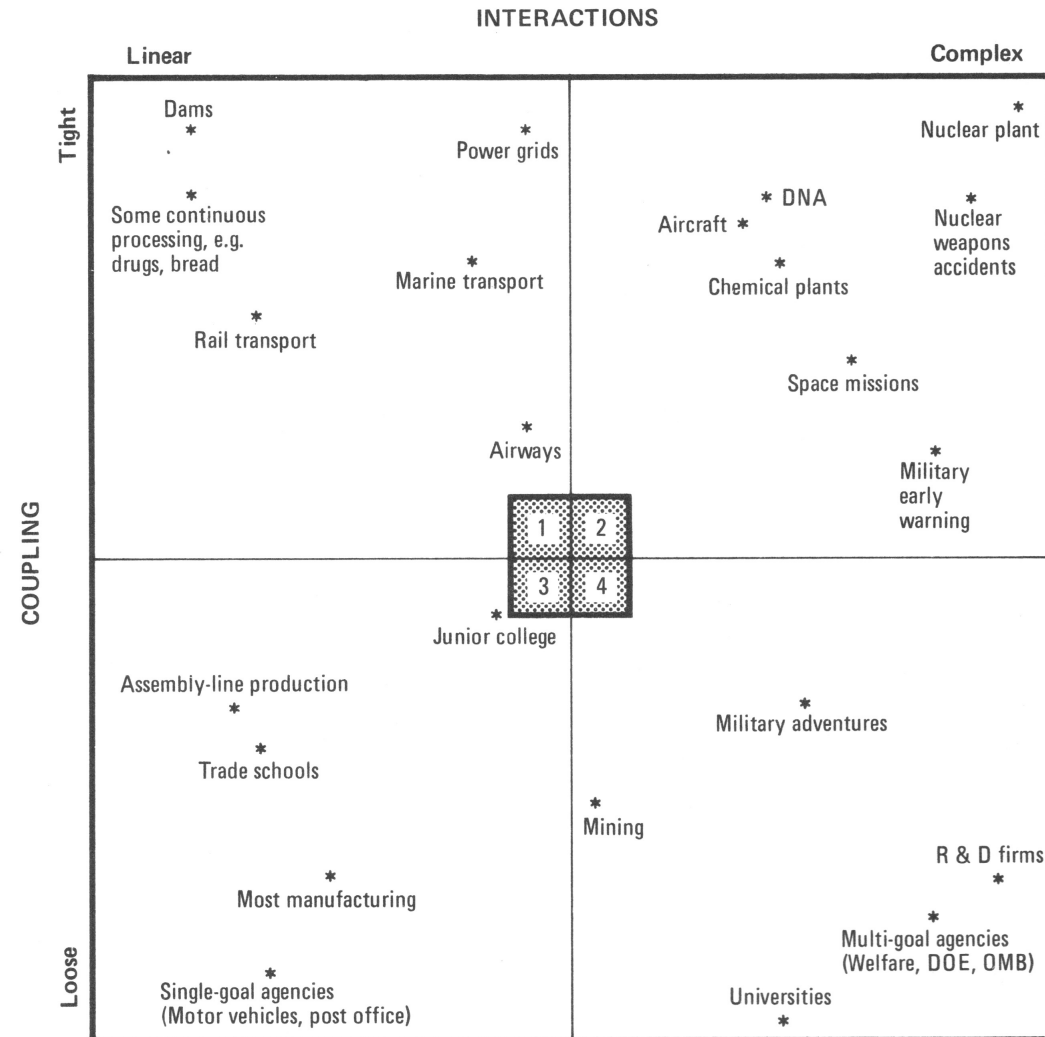 INTERACTIONS
Linear
Complex
Tight
COUPLING
Loose
Dams
*
Power grids
*
Nuclear plant
*
Some continuous
processing, e.g.
drugs, bread
*
* DNA
Aircraft *
Nuclear
weapons
accidents
*
Marine transport
*
Chemical plants
*
Rail transport
*
Space missions
*
Airways
*
Military
early
warning
*
1
2
3
4
Junior college
*
Assembly-line production
*
Military adventures
*
Trade schools
*
Mining
*
R & D firms
*
Most manufacturing
*
Multi-goal agencies
(Welfare, DOE, OMB)
*
Single-goal agencies
(Motor vehicles, post office)
*
Universities
*